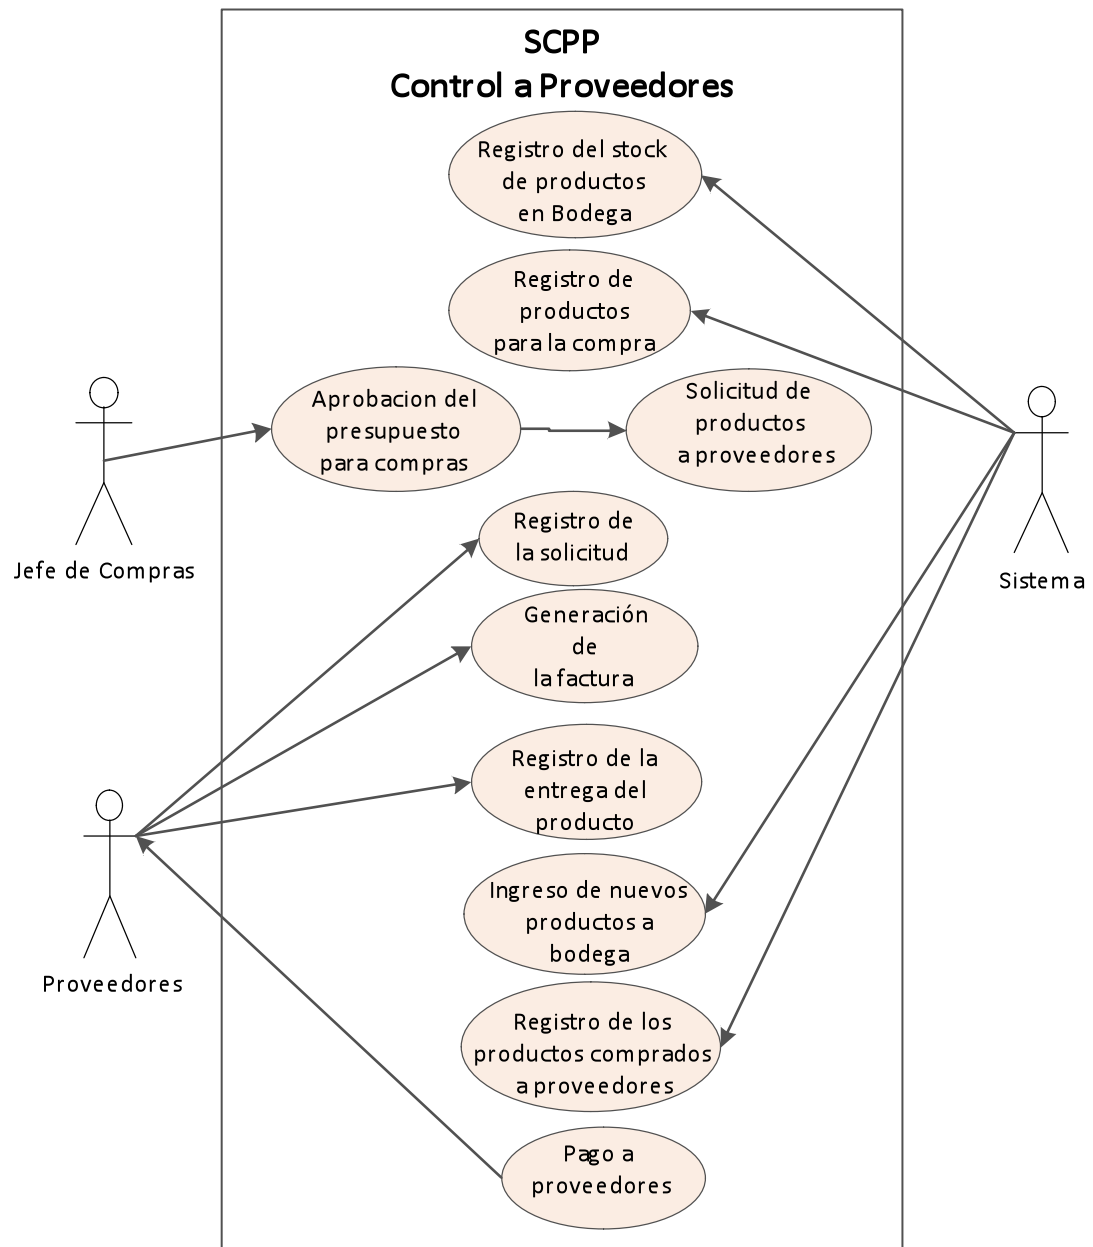 SCPP
Control a Proveedores
Registro del stock
de productos
en Bodega
Registro de
productos
para la compra
Aprobacion del
presupuesto
para compras
Solicitud de
productos
a proveedores
Jefe de Compras
Sistema
Registro de
la solicitud
Generación
de
la factura
Registro de la
entrega del
producto
Proveedores
Ingreso de nuevos
productos a
bodega
Registro de los
productos comprados
a proveedores
Pago a
proveedores